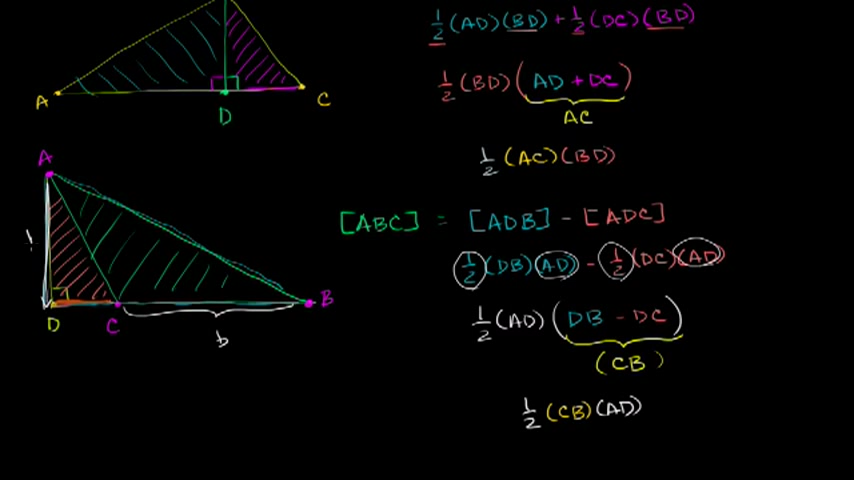 ½(AD)(BD) + ½(DC)(BD)
½(BD)(AD + DC)
AC
½(AC)(BD)
A
D
C
A
D
C
B
b
[ABC] = [ADB] - [ADC]
½(DB)(AD) - ½(DC)(AD)
½(AD)(DB - DC)
(CB)
½(CB)(AD)